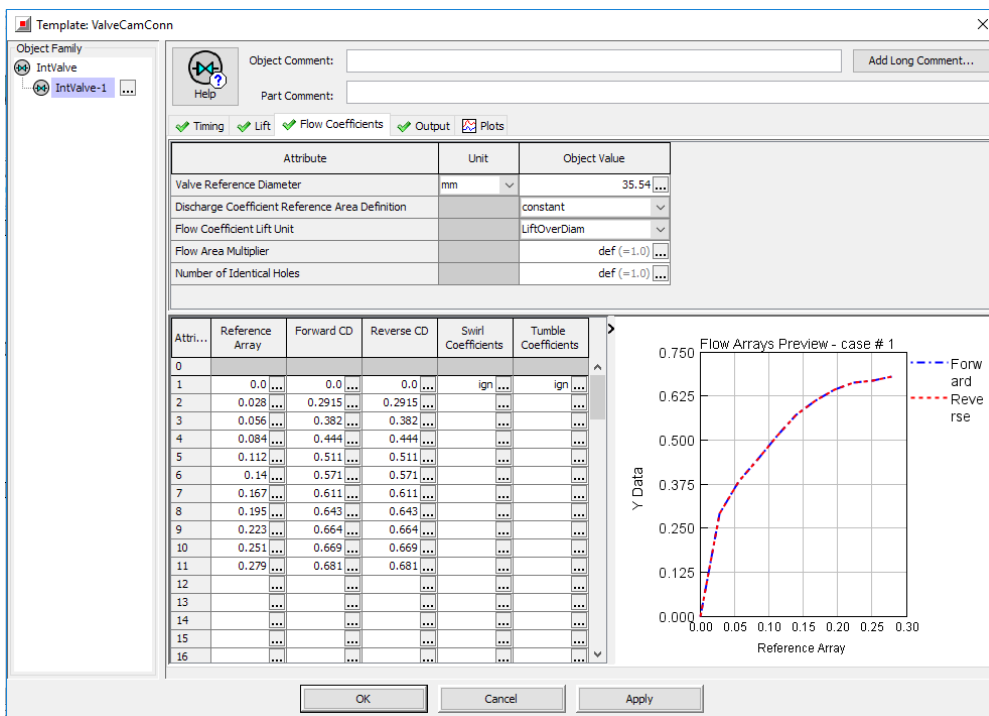 Template: ValveCamConn
Object Family
IntValve
IntValve-1 ...
Help
Object Comment:
Add Long Comment...
Part Comment:
Timing Lift Flow Coefficients Output Plots
Attribute Unit Object Value
Valve Reference Diameter mm 35.54 ...
Discharge Coefficient Reference Area Definition constant
Flow Coefficient Lift Unit LiftOverDiam
Flow Area Multiplier def (=1.0) ...
Number of Identical Holes def (=1.0) ...
Attri... Reference Array Forward CD Reverse CD Swirl Coefficients Tumble Coefficients
0
1 0.0 ... 0.0 ... 0.0 ... ign ... ign ...
2 0.028 ... 0.2915 ... 0.2915 ... ... ...
3 0.056 ... 0.382 ... 0.382 ... ... ...
4 0.084 ... 0.444 ... 0.444 ... ... ...
5 0.112 ... 0.511 ... 0.511 ... ... ...
6 0.14 ... 0.571 ... 0.571 ... ... ...
7 0.167 ... 0.611 ... 0.611 ... ... ...
8 0.195 ... 0.643 ... 0.643 ... ... ...
9 0.223 ... 0.664 ... 0.664 ... ... ...
10 0.251 ... 0.669 ... 0.669 ... ... ...
11 0.279 ... 0.681 ... 0.681 ... ... ...
12 ... ... ... ... ...
13 ... ... ... ... ...
14 ... ... ... ... ...
15 ... ... ... ... ...
16 ... ... ... ... ...
Flow Arrays Preview - case # 1
0.750
0.625
0.500
0.375
0.250
0.125
0.000
Y Data
0.00 0.05 0.10 0.15 0.20 0.25 0.30
Reference Array
Forw
ard
Reve
rse
OK Cancel Apply